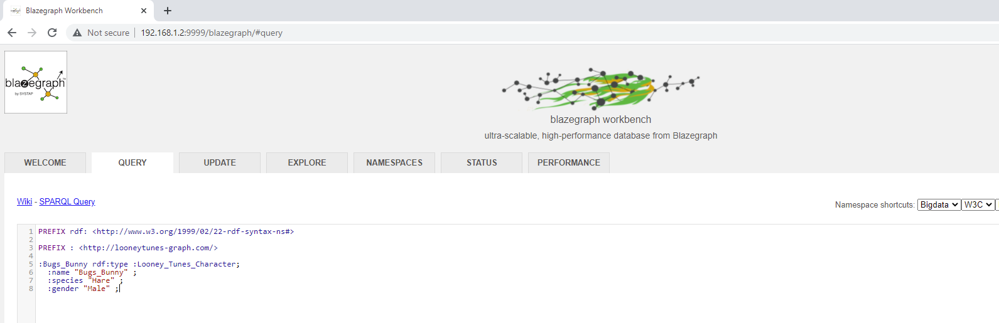 Blazegraph Workbench
Not secure 192.168.1.2:9999/blazegraph/#query
blazegraph™
by SYSTAP
blazegraph workbench
ultra-scalable, high-performance database from Blazegraph
WELCOME QUERY UPDATE EXPLORE NAMESPACES STATUS PERFORMANCE
Wiki - SPARQL Query
Namespace shortcuts: Bigdata W3C
1 PREFIX rdf: <http://www.w3.org/1999/02/22-rdf-syntax-ns#>
2
3 PREFIX : <http://looneytunes-graph.com/>
4
5 :Bugs_Bunny rdf:type :Looney_Tunes_Character;
6 :name "Bugs_Bunny" ;
7 :species "Hare" ;
8 :gender "Male" ;